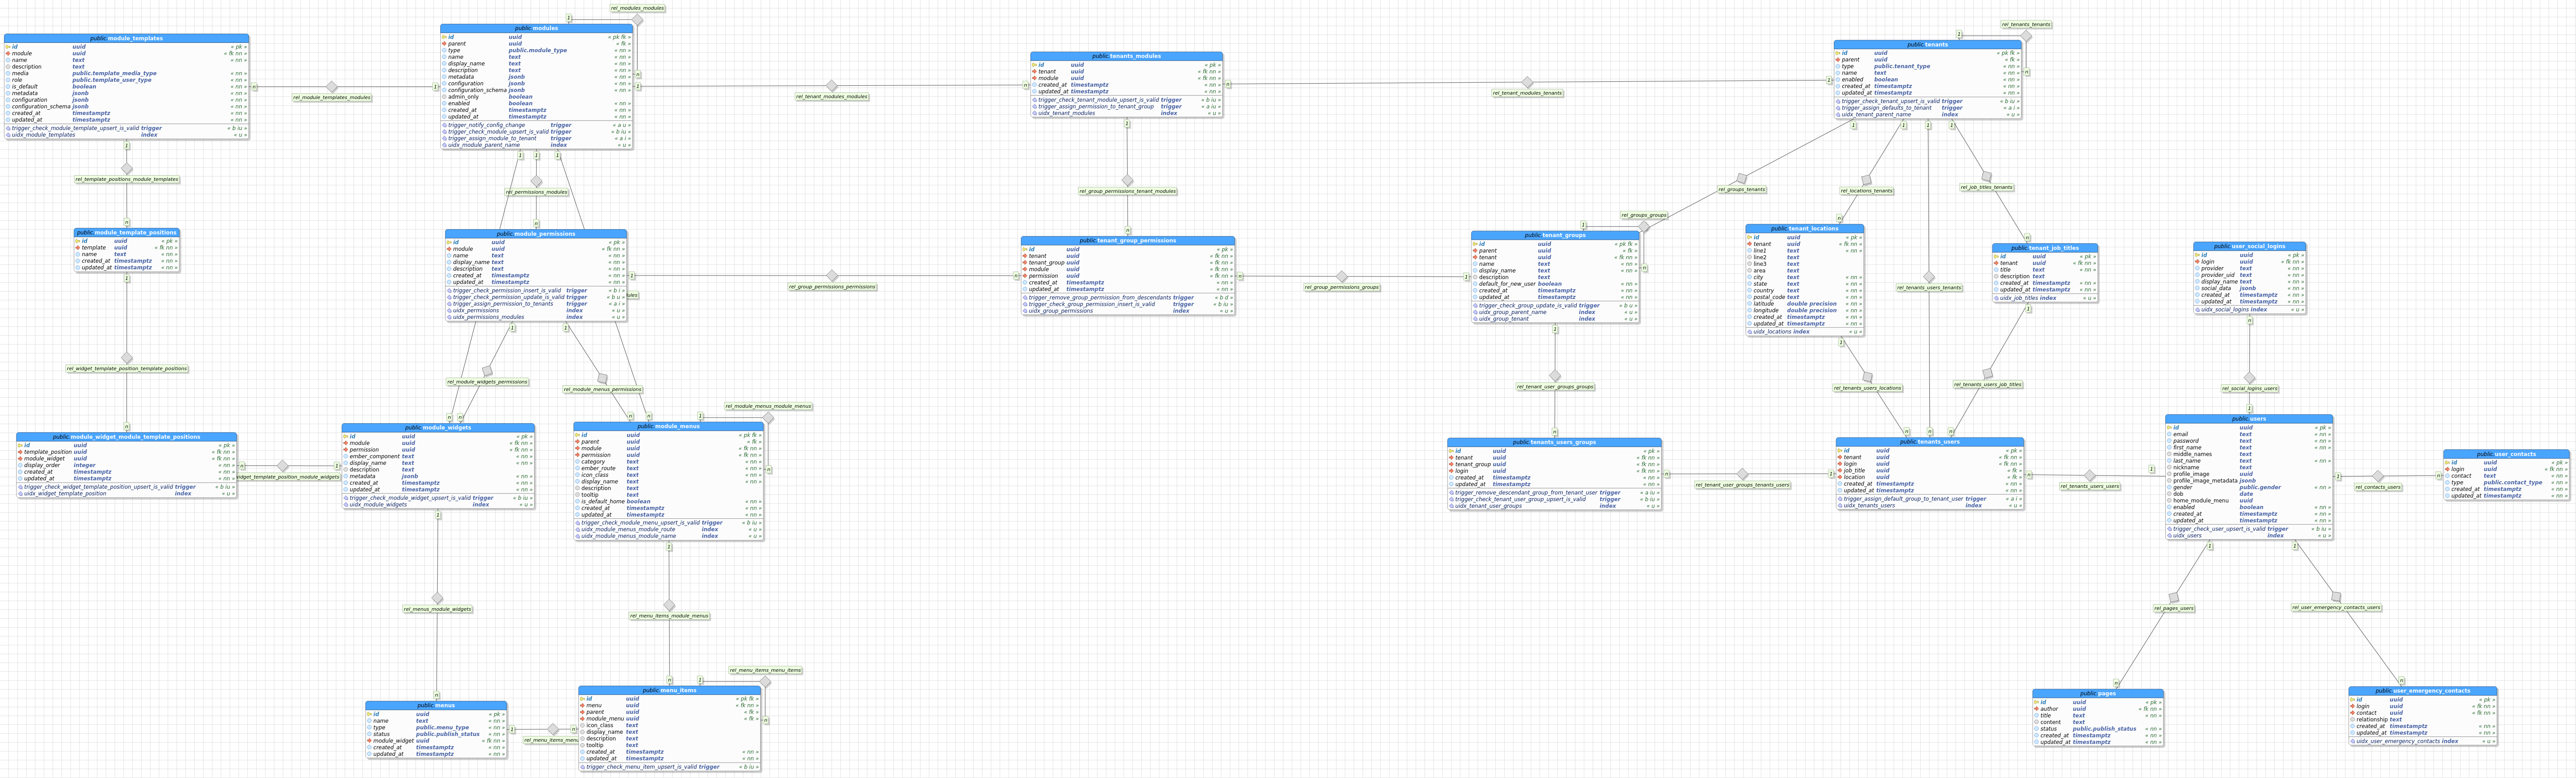 rel_modules_modules
1
public.modules
id uuid « pk fk »
parent uuid « fk »
type public.module_type « nn »
name text « nn »
display_name text « nn »
description text « nn »
metadata jsonb « nn »
configuration jsonb « nn »
configuration_schema jsonb « nn »
admin_only boolean
enabled boolean « nn »
created_at timestamptz « nn »
updated_at timestamptz « nn »
trigger_notify_config_change trigger « a u »
trigger_check_module_upsert_is_valid trigger « b iu »
trigger_assign_module_to_tenant trigger « a i »
uidx_module_parent_name index « u »
public.module_templates
id uuid « pk »
module uuid « fk nn »
name text « nn »
description text
media public.template_media_type « nn »
role public.template_user_type « nn »
is_default boolean « nn »
metadata jsonb « nn »
configuration jsonb « nn »
configuration_schema jsonb « nn »
created_at timestamptz « nn »
updated_at timestamptz « nn »
trigger_check_module_template_upsert_is_valid trigger « b iu »
uidx_module_templates index « u »
rel_module_templates_modules
rel_tenant_modules_modules
public.tenants_modules
id uuid « pk »
tenant uuid « fk nn »
module uuid « fk nn »
created_at timestamptz « nn »
updated_at timestamptz « nn »
trigger_check_tenant_module_upsert_is_valid trigger « b iu »
trigger_assign_permission_to_tenant_group trigger « a iu »
uidx_tenant_modules index « u »
rel_tenant_modules_tenants
rel_tenants_tenants
public.tenants
id uuid « pk fk »
parent uuid « fk »
type public.tenant_type « nn »
name text « nn »
enabled boolean « nn »
created_at timestamptz « nn »
updated_at timestamptz « nn »
trigger_check_tenant_upsert_is_valid trigger « b iu »
trigger_assign_defaults_to_tenant trigger « a i »
uidx_tenant_parent_name index « u »
rel_template_positions_module_templates
rel_permissions_modules
rel_group_permissions_tenant_modules
rel_groups_tenants
rel_locations_tenants
rel_job_titles_tenants
rel_groups_groups
public.module_template_positions
id uuid « pk »
template uuid « fk nn »
name text « nn »
created_at timestamptz « nn »
updated_at timestamptz « nn »
public.module_permissions
id uuid « pk »
module uuid « fk nn »
name text « nn »
display_name text « nn »
description text « nn »
created_at timestamptz « nn »
updated_at timestamptz « nn »
trigger_check_permission_insert_is_valid trigger « b i »
trigger_check_permission_update_is_valid trigger « b u »
trigger_assign_permission_to_tenants trigger « a i »
uidx_permissions index « u »
uidx_permissions_modules index « u »
ules
rel_group_permissions_permissions
public.tenant_group_permissions
id uuid « pk »
tenant uuid « fk nn »
tenant_group uuid « fk nn »
module uuid « fk nn »
permission uuid « fk nn »
created_at timestamptz « nn »
updated_at timestamptz « nn »
trigger_remove_group_permission_from_descendants trigger « b d »
trigger_check_group_permission_insert_is_valid trigger « b iu »
uidx_group_permissions index « u »
rel_group_permissions_groups
public.tenant_groups
id uuid « pk fk »
parent uuid « fk »
tenant uuid « fk nn »
name text « nn »
display_name text « nn »
description text « nn »
default_for_new_user boolean « nn »
created_at timestamptz « nn »
updated_at timestamptz « nn »
trigger_check_group_update_is_valid trigger « b u »
uidx_group_parent_name index « u »
uidx_group_tenant index « u »
public.tenant_locations
id uuid « pk »
tenant uuid « fk nn »
line1 text « nn »
line2 text
line3 text
area text
city text « nn »
state text « nn »
country text « nn »
postal_code text « nn »
latitude double precision « nn »
longitude double precision « nn »
created_at timestamptz « nn »
updated_at timestamptz « nn »
uidx_locations index « u »
rel_tenants_users_tenants
public.tenant_job_titles
id uuid « pk »
tenant uuid « fk nn »
title text « nn »
description text
created_at timestamptz « nn »
updated_at timestamptz « nn »
uidx_job_titles index « u »
public.user_social_logins
id uuid « pk »
login uuid « fk nn »
provider text « nn »
provider_uid text « nn »
display_name text « nn »
social_data jsonb « nn »
created_at timestamptz « nn »
updated_at timestamptz « nn »
uidx_social_logins index « u »
rel_widget_template_position_template_positions
rel_module_widgets_permissions
rel_module_menus_permissions
rel_module_menus_module_menus
rel_tenant_user_groups_groups
rel_tenants_users_locations
rel_tenants_users_job_titles
rel_social_logins_users
public.module_widget_module_template_positions
id uuid « pk »
template_position uuid « fk nn »
module_widget uuid « fk nn »
display_order integer « nn »
created_at timestamptz « nn »
updated_at timestamptz « nn »
trigger_check_widget_template_position_upsert_is_valid trigger « b iu »
uidx_widget_template_position index « u »
widget_template_position_module_widgets
public.module_widgets
id uuid « pk »
module uuid « fk nn »
permission uuid « fk nn »
ember_component text « nn »
display_name text « nn »
description text
metadata jsonb « nn »
created_at timestamptz « nn »
updated_at timestamptz « nn »
trigger_check_module_widget_upsert_is_valid trigger « b iu »
uidx_module_widgets index « u »
public.module_menus
id uuid « pk fk »
parent uuid « fk »
module uuid « fk nn »
permission uuid « fk nn »
category text « nn »
ember_route text « nn »
icon_class text « nn »
display_name text « nn »
description text
tooltip text
is_default_home boolean « nn »
created_at timestamptz « nn »
updated_at timestamptz « nn »
trigger_check_module_menu_upsert_is_valid trigger « b iu »
uidx_module_menus_module_route index « u »
uidx_module_menus_module_name index « u »
public.tenants_users_groups
id uuid « pk »
tenant uuid « fk nn »
tenant_group uuid « fk nn »
login uuid « fk nn »
created_at timestamptz « nn »
updated_at timestamptz « nn »
trigger_remove_descendant_group_from_tenant_user trigger « a iu »
trigger_check_tenant_user_group_upsert_is_valid trigger « b iu »
uidx_tenant_user_groups index « u »
rel_tenant_user_groups_tenants_users
public.tenants_users
id uuid « pk »
tenant uuid « fk nn »
login uuid « fk nn »
job_title uuid « fk »
location uuid « fk »
created_at timestamptz « nn »
updated_at timestamptz « nn »
trigger_assign_default_group_to_tenant_user trigger « a i »
uidx_tenants_users index « u »
rel_tenants_users_users
public.users
id uuid « pk »
email text « nn »
password text « nn »
first_name text « nn »
middle_names text
last_name text « nn »
nickname text
profile_image text
profile_image_metadata jsonb
gender public.gender « nn »
dob date
home_module_menu uuid
enabled boolean « nn »
created_at timestamptz « nn »
updated_at timestamptz « nn »
trigger_check_user_upsert_is_valid trigger « b iu »
uidx_users index « u »
rel_contacts_users
public.user_contacts
id uuid « pk »
login uuid « fk nn »
contact text « nn »
type public.contact_type « nn »
created_at timestamptz « nn »
updated_at timestamptz « nn »
rel_menus_module_widgets
rel_menu_items_module_menus
rel_pages_users
rel_user_emergency_contacts_users
rel_menu_items_menu_items
public.menus
id uuid « pk »
name text « nn »
type public.menu_type « nn »
status public.publish_status « nn »
module_widget uuid « fk nn »
created_at timestamptz « nn »
updated_at timestamptz « nn »
rel_menu_items_menu
public.menu_items
id uuid « pk fk »
menu uuid « fk nn »
parent uuid « fk »
module_menu uuid « fk »
icon_class text
display_name text
description text
tooltip text
created_at timestamptz « nn »
updated_at timestamptz « nn »
trigger_check_menu_item_upsert_is_valid trigger « b iu »
public.pages
id uuid « pk »
author uuid « fk nn »
title text « nn »
content text
status public.publish_status « nn »
created_at timestamptz « nn »
updated_at timestamptz « nn »
public.user_emergency_contacts
id uuid « pk »
login uuid « fk nn »
contact uuid « fk nn »
relationship text
created_at timestamptz « nn »
updated_at timestamptz « nn »
uidx_user_emergency_contacts index « u »